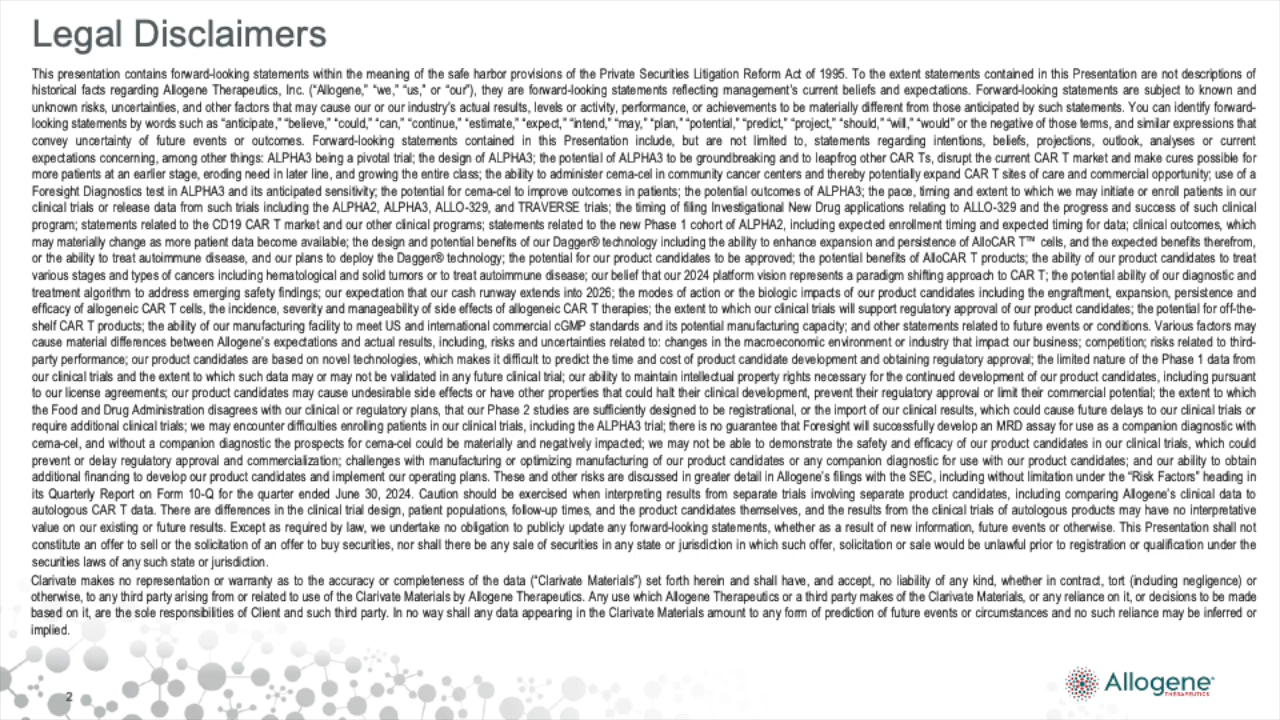 Legal Disclaimers
This presentation contains forward-looking statements within the meaning of the safe harbor provisions of the Private Securities Litigation Reform Act of 1995. To the extent statements contained in this Presentation are not descriptions of
historical facts regarding Allogene Therapeutics, Inc. (“Allogene,” “we,” “us,” or “our”), they are forward-looking statements reflecting management’s current beliefs and expectations. Forward-looking statements are subject to known and
unknown risks, uncertainties, and other factors that may cause our or our industry’s actual results, levels or activity, performance, or achievements to be materially different from those anticipated by such statements. You can identify forward-
looking statements by words such as “anticipate,” “believe,” “could,” “can,” “continue,” “estimate,” “expect,” “intend,” “may,” “plan,” “potential,” “predict,” “project,” “should,” “will,” “would” or the negative of those terms, and similar expressions that
convey uncertainty of future events or outcomes. Forward-looking statements contained in this Presentation include, but are not limited to, statements regarding intentions, beliefs, projections, outlook, analyses or current
expectations concerning, among other things: ALPHA3 being a pivotal trial; the design of ALPHA3; the potential of ALPHA3 to be groundbreaking and to leapfrog other CAR Ts, disrupt the current CAR T market and make cures possible for
more patients at an earlier stage, eroding need in later line, and growing the entire class; the ability to administer cema-cel in community cancer centers and thereby potentially expand CAR T sites of care and commercial opportunity; use of a
Foresight Diagnostics test in ALPHA3 and its anticipated sensitivity; the potential for cema-cel to improve outcomes in patients; the potential outcomes of ALPHA3; the pace, timing and extent to which we may initiate or enroll patients in our
clinical trials or release data from such trials including the ALPHA2, ALPHA3, ALLO-329, and TRAVERSE trials; the timing of filing Investigational New Drug applications relating to ALLO-329 and the progress and success of such clinical
program; statements related to the CD19 CAR T market and our other clinical programs; statements related to the new Phase 1 cohort of ALPHA2, including expected enrollment timing and expected timing for data; clinical outcomes, which
may materially change as more patient data become available; the design and potential benefits of our Dagger® technology including the ability to enhance expansion and persistence of AlloCAR T™ cells, and the expected benefits therefrom,
or the ability to treat autoimmune disease, and our plans to deploy the Dagger® technology; the potential for our product candidates to be approved; the potential benefits of AlloCAR T products; the ability of our product candidates to treat
various stages and types of cancers including hematological and solid tumors or to treat autoimmune disease; our belief that our 2024 platform vision represents a paradigm shifting approach to CAR T; the potential ability of our diagnostic and
treatment algorithm to address emerging safety findings; our expectation that our cash runway extends into 2026; the modes of action or the biologic impacts of our product candidates including the engraftment, expansion, persistence and
efficacy of allogeneic CAR T cells, the incidence, severity and manageability of side effects of allogeneic CAR T therapies; the extent to which our clinical trials will support regulatory approval of our product candidates; the potential for off-the-
shelf CAR T products; the ability of our manufacturing facility to meet US and international commercial cGMP standards and its potential manufacturing capacity; and other statements related to future events or conditions. Various factors may
cause material differences between Allogene’s expectations and actual results, including, risks and uncertainties related to: changes in the macroeconomic environment or industry that impact our business; competition; risks related to third-
party performance; our product candidates are based on novel technologies, which makes it difficult to predict the time and cost of product candidate development and obtaining regulatory approval; the limited nature of the Phase 1 data from
our clinical trials and the extent to which such data may or may not be validated in any future clinical trial; our ability to maintain intellectual property rights necessary for the continued development of our product candidates, including pursuant
to our license agreements; our product candidates may cause undesirable side effects or have other properties that could halt their clinical development, prevent their regulatory approval or limit their commercial potential; the extent to which
the Food and Drug Administration disagrees with our clinical or regulatory plans, that our Phase 2 studies are sufficiently designed to be registrational, or the import of our clinical results, which could cause future delays to our clinical trials or
require additional clinical trials; we may encounter difficulties enrolling patients in our clinical trials, including the ALPHA3 trial; there is no guarantee that Foresight will successfully develop an MRD assay for use as a companion diagnostic with
cema-cel, and without a companion diagnostic the prospects for cema-cel could be materially and negatively impacted; we may not be able to demonstrate the safety and efficacy of our product candidates in our clinical trials, which could
prevent or delay regulatory approval and commercialization; challenges with manufacturing or optimizing manufacturing of our product candidates or any companion diagnostic for use with our product candidates; and our ability to obtain
additional financing to develop our product candidates and implement our operating plans. These and other risks are discussed in greater detail in Allogene’s filings with the SEC, including without limitation under the “Risk Factors” heading in
its Quarterly Report on Form 10-Q for the quarter ended June 30, 2024. Caution should be exercised when interpreting results from separate trials involving separate product candidates, including comparing Allogene’s clinical data to
autologous CAR T data. There are differences in the clinical trial design, patient populations, follow-up times, and the product candidates themselves, and the results from the clinical trials of autologous products may have no interpretative
value on our existing or future results. Except as required by law, we undertake no obligation to publicly update any forward-looking statements, whether as a result of new information, future events or otherwise. This Presentation shall not
constitute an offer to sell or the solicitation of an offer to buy securities, nor shall there be any sale of securities in any state or jurisdiction in which such offer, solicitation or sale would be unlawful prior to registration or qualification under the
securities laws of any such state or jurisdiction.
Clarivate makes no representation or warranty as to the accuracy or completeness of the data (“Clarivate Materials”) set forth herein and shall have, and accept, no liability of any kind, whether in contract, tort (including negligence) or
otherwise, to any third party arising from or related to use of the Clarivate Materials by Allogene Therapeutics. Any use which Allogene Therapeutics or a third party makes of the Clarivate Materials, or any reliance on it, or decisions to be made
based on it, are the sole responsibilities of Client and such third party. In no way shall any data appearing in the Clarivate Materials amount to any form of prediction of future events or circumstances and no such reliance may be inferred or
implied.
2
Allogene
THERAPEUTICS